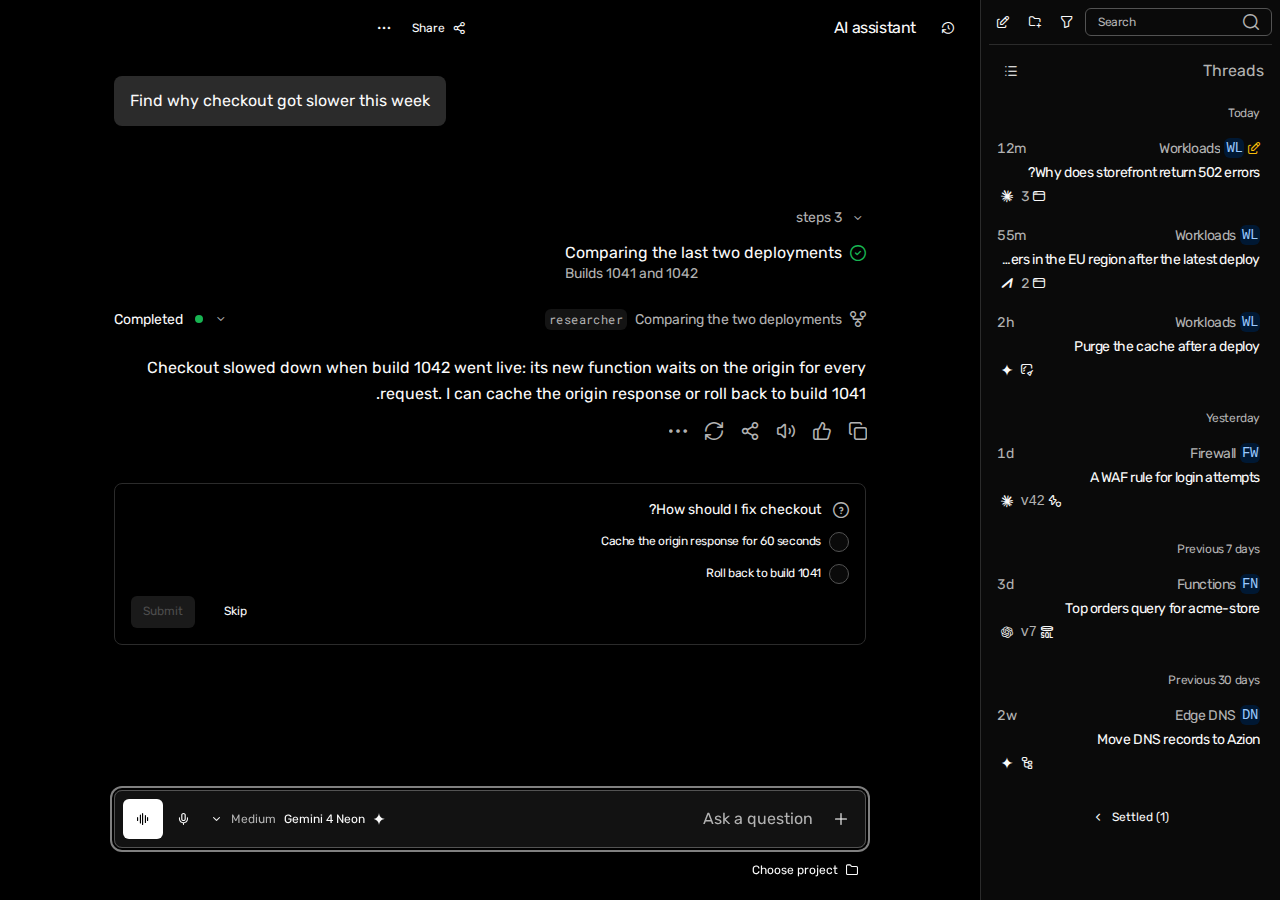 Search
Threads
Today
Workloads WL 12m
?Why does storefront return 502 errors
3
Workloads WL 55m
...ers in the EU region after the latest deploy
2
Workloads WL 2h
Purge the cache after a deploy
Yesterday
Firewall FW 1d
A WAF rule for login attempts
v42
Previous 7 days
Functions FN 3d
Top orders query for acme-store
v7 SQL
Previous 30 days
Edge DNS DN 2w
Move DNS records to Azion
Settled (1)
AI assistant
Share
Find why checkout got slower this week
steps 3
Comparing the last two deployments
Builds 1041 and 1042
researcher Comparing the two deployments
Completed
Checkout slowed down when build 1042 went live: its new function waits on the origin for every
.request. I can cache the origin response or roll back to build 1041
?How should I fix checkout
Cache the origin response for 60 seconds
Roll back to build 1041
Submit Skip
Ask a question
Medium Gemini 4 Neon
Choose project